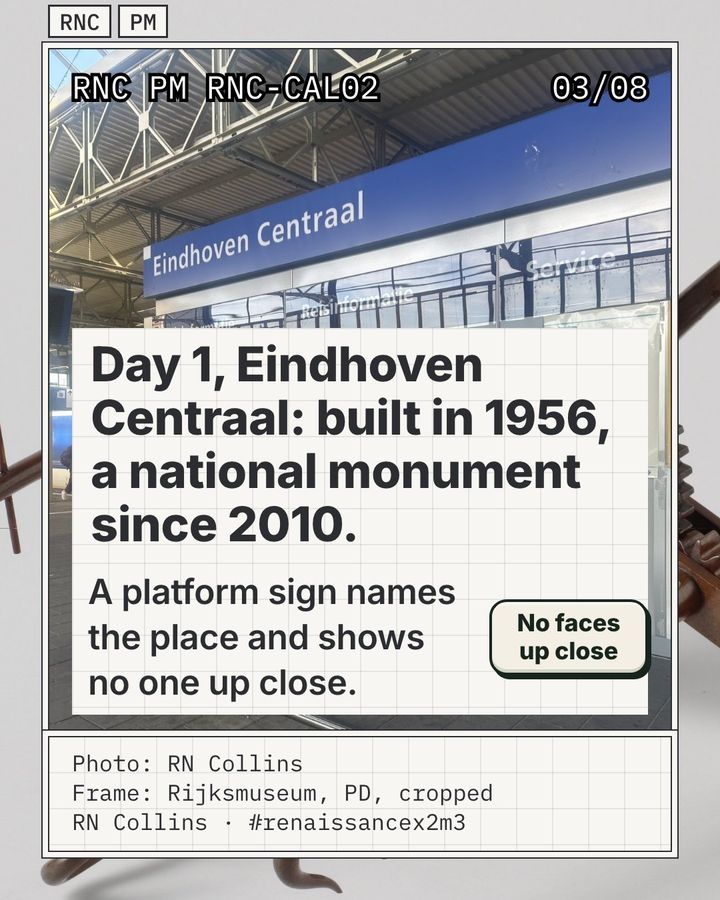 RNC PM
RNC PM RNC-CAL02 03/08
Eindhoven Centraal
Service
Reisinformatie
Day 1, Eindhoven
Centraal: built in 1956,
a national monument
since 2010.
A platform sign names
the place and shows
no one up close.
No faces
up close
Photo: RN Collins
Frame: Rijksmuseum, PD, cropped
RN Collins · #renaissancex2m3